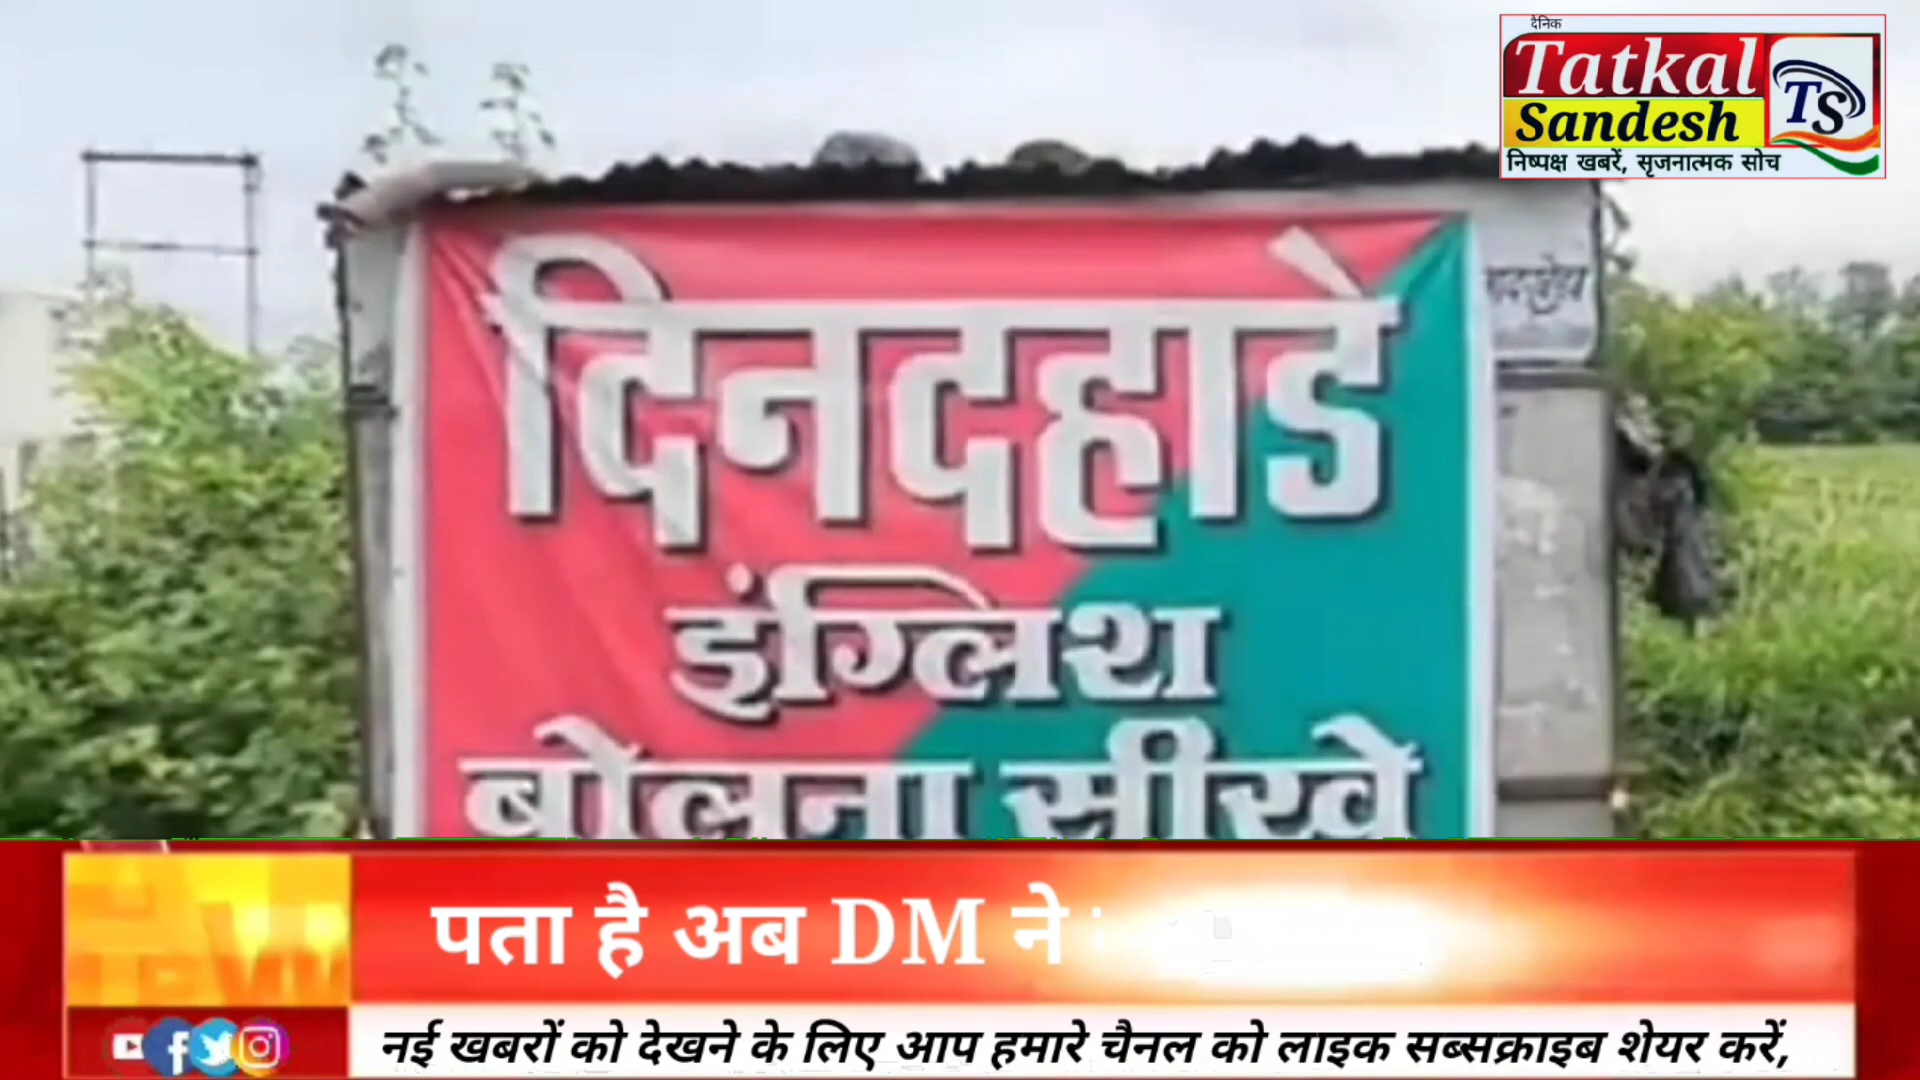 दैनिक
Tatkal
Sandesh
TS
निष्पक्ष खबरें, सृजनात्मक सोच
दिनदहाडे
इंग्लिश
बोलना सीखे
पता है अब DM ने
नई खबरों को देखने के लिए आप हमारे चैनल को लाइक सब्सक्राइब शेयर करें,